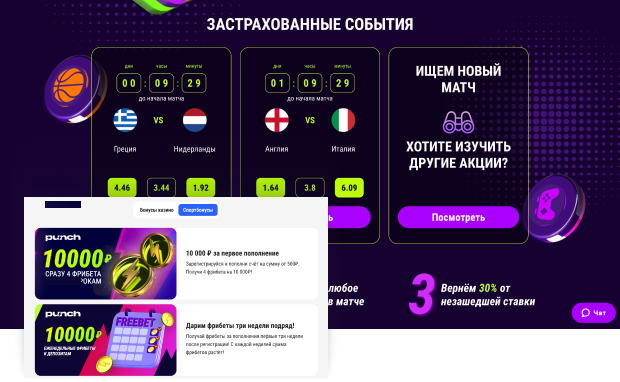 ЗАСТРАХОВАННЫЕ СОБЫТИЯ
дни часы минуты
00 : 09 : 29
до начала матча
VS
Греция Нидерланды
4.46 3.44 1.92
дни часы минуты
01 : 09 : 29
до начала матча
VS
Англия Италия
1.64 3.8 6.09
ИЩЕМ НОВЫЙ
МАТЧ
ХОТИТЕ ИЗУЧИТЬ
ДРУГИЕ АКЦИИ?
Посмотреть
любое
в матче
3 Вернём 30% от
незашедшей ставки
Чат
Бонусы казино Спортбонусы
punch
10000₽
СРАЗУ 4 ФРИБЕТА
10 000 ₽ за первое пополнение
Зарегистрируйся и пополни счёт на сумму от 500₽.
Получи 4 фрибета на 10 000₽!
punch
10000₽
ЕЖЕНЕДЕЛЬНЫЕ ФРИБЕТЫ
К ДЕПОЗИТАМ
FREEBET
Дарим фрибеты три недели подряд!
Получай фрибеты за пополнения первые три недели
после регистрации! С каждой неделей сумма
фрибетов растёт!